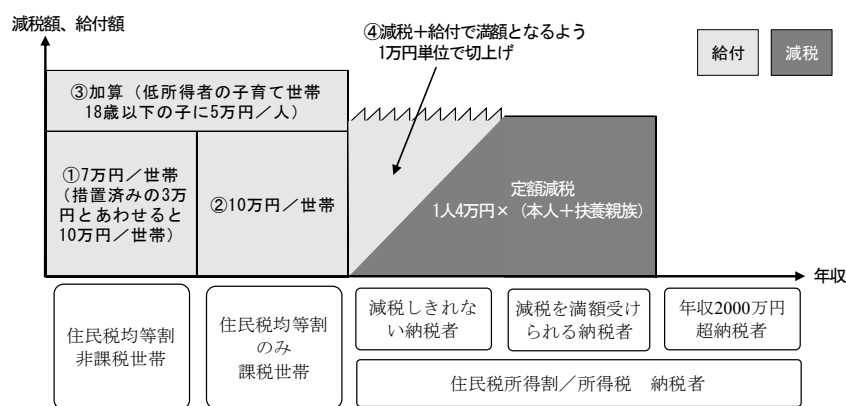 減税額、給付額
④減税＋給付で満額となるよう
1万円単位で切上げ
給付
減税
③加算（低所得者の子育て世帯
18歳以下の子に5万円／人）
①7万円／世帯
（措置済みの3万
円とあわせると
10万円／世帯）
②10万円／世帯
定額減税
1人4万円×（本人＋扶養親族）
年収
住民税均等割
非課税世帯
住民税均等割
のみ
課税世帯
減税しきれな
い納税者
減税を満額受け
られる納税者
年収2000万円
超納税者
住民税所得割／所得税　納税者